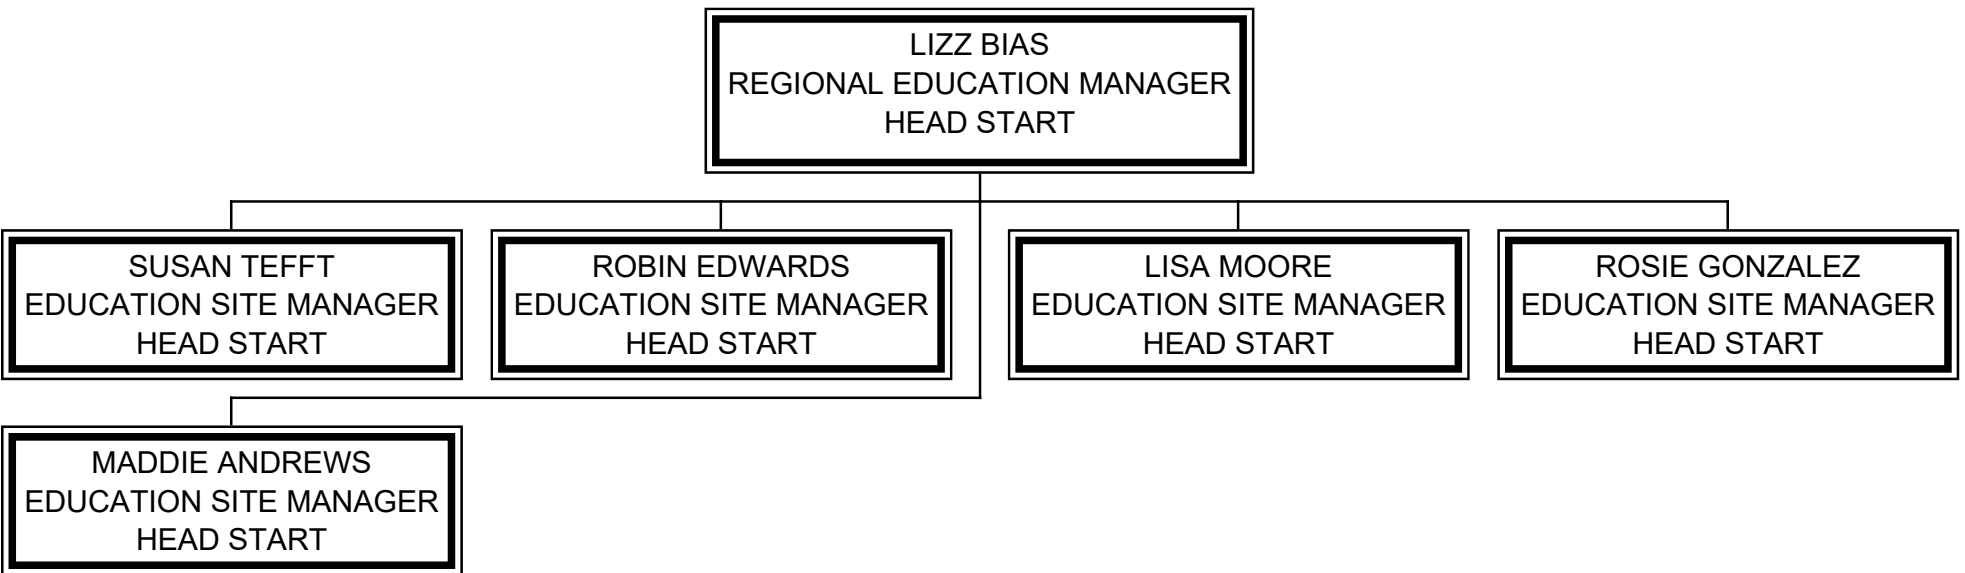 LIZZ BIAS
REGIONAL EDUCATION MANAGER
HEAD START
SUSAN TEFFT
EDUCATION SITE MANAGER
HEAD START
ROBIN EDWARDS
EDUCATION SITE MANAGER
HEAD START
LISA MOORE
EDUCATION SITE MANAGER
HEAD START
ROSIE GONZALEZ
EDUCATION SITE MANAGER
HEAD START
MADDIE ANDREWS
EDUCATION SITE MANAGER
HEAD START